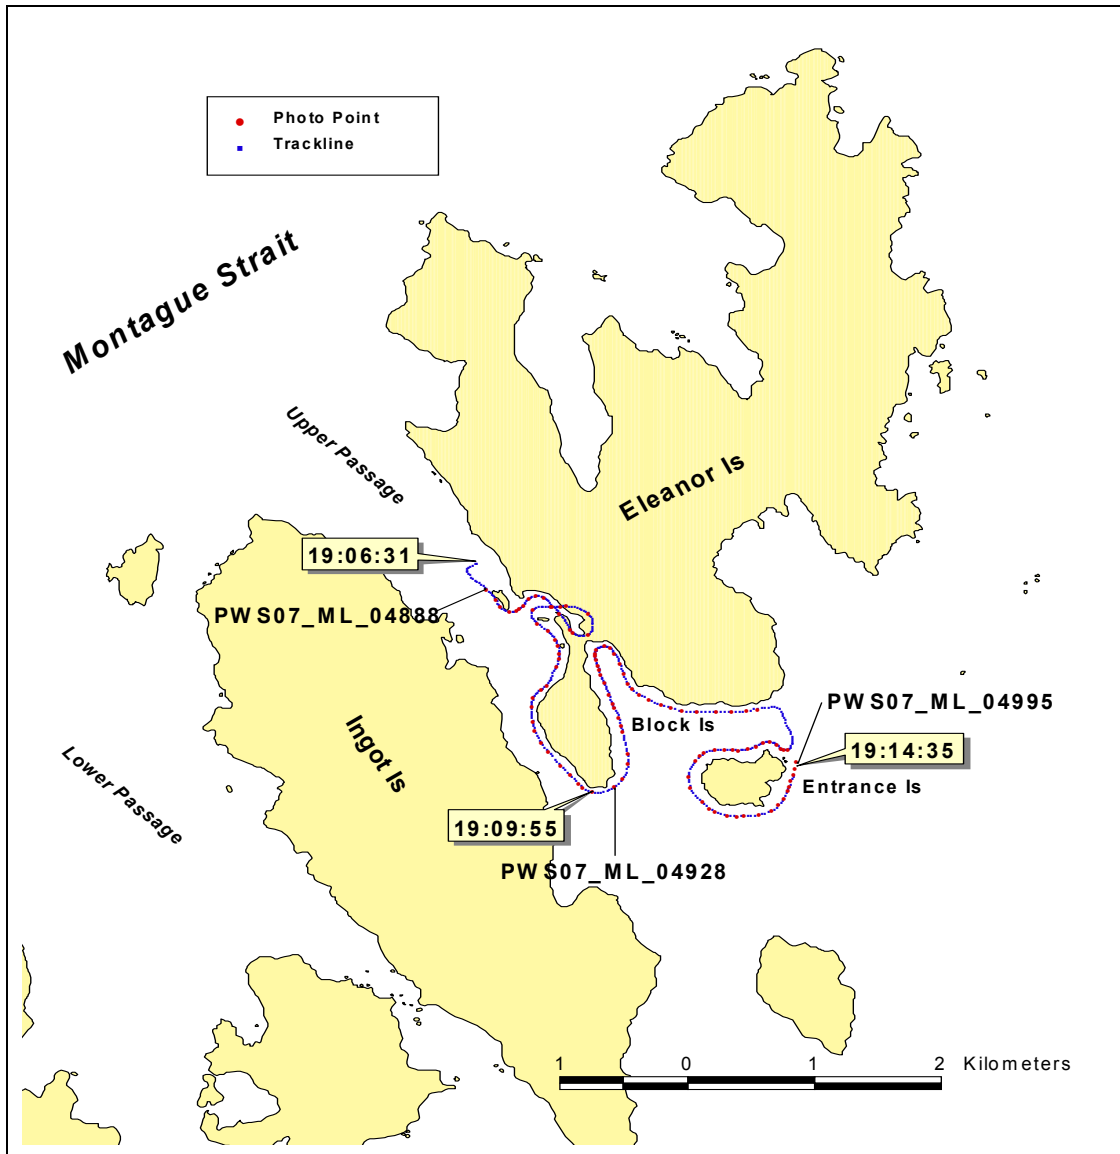 Photo Point
Trackline
Montague Strait
Upper Passage
Eleanor Is
19:06:31
PWS07_ML_04888
PWS07_ML_04995
Block Is
Ingot Is
19:14:35
Lower Passage
Entrance Is
19:09:55
PWS07_ML_04928
1 0 1 2 Kilometers